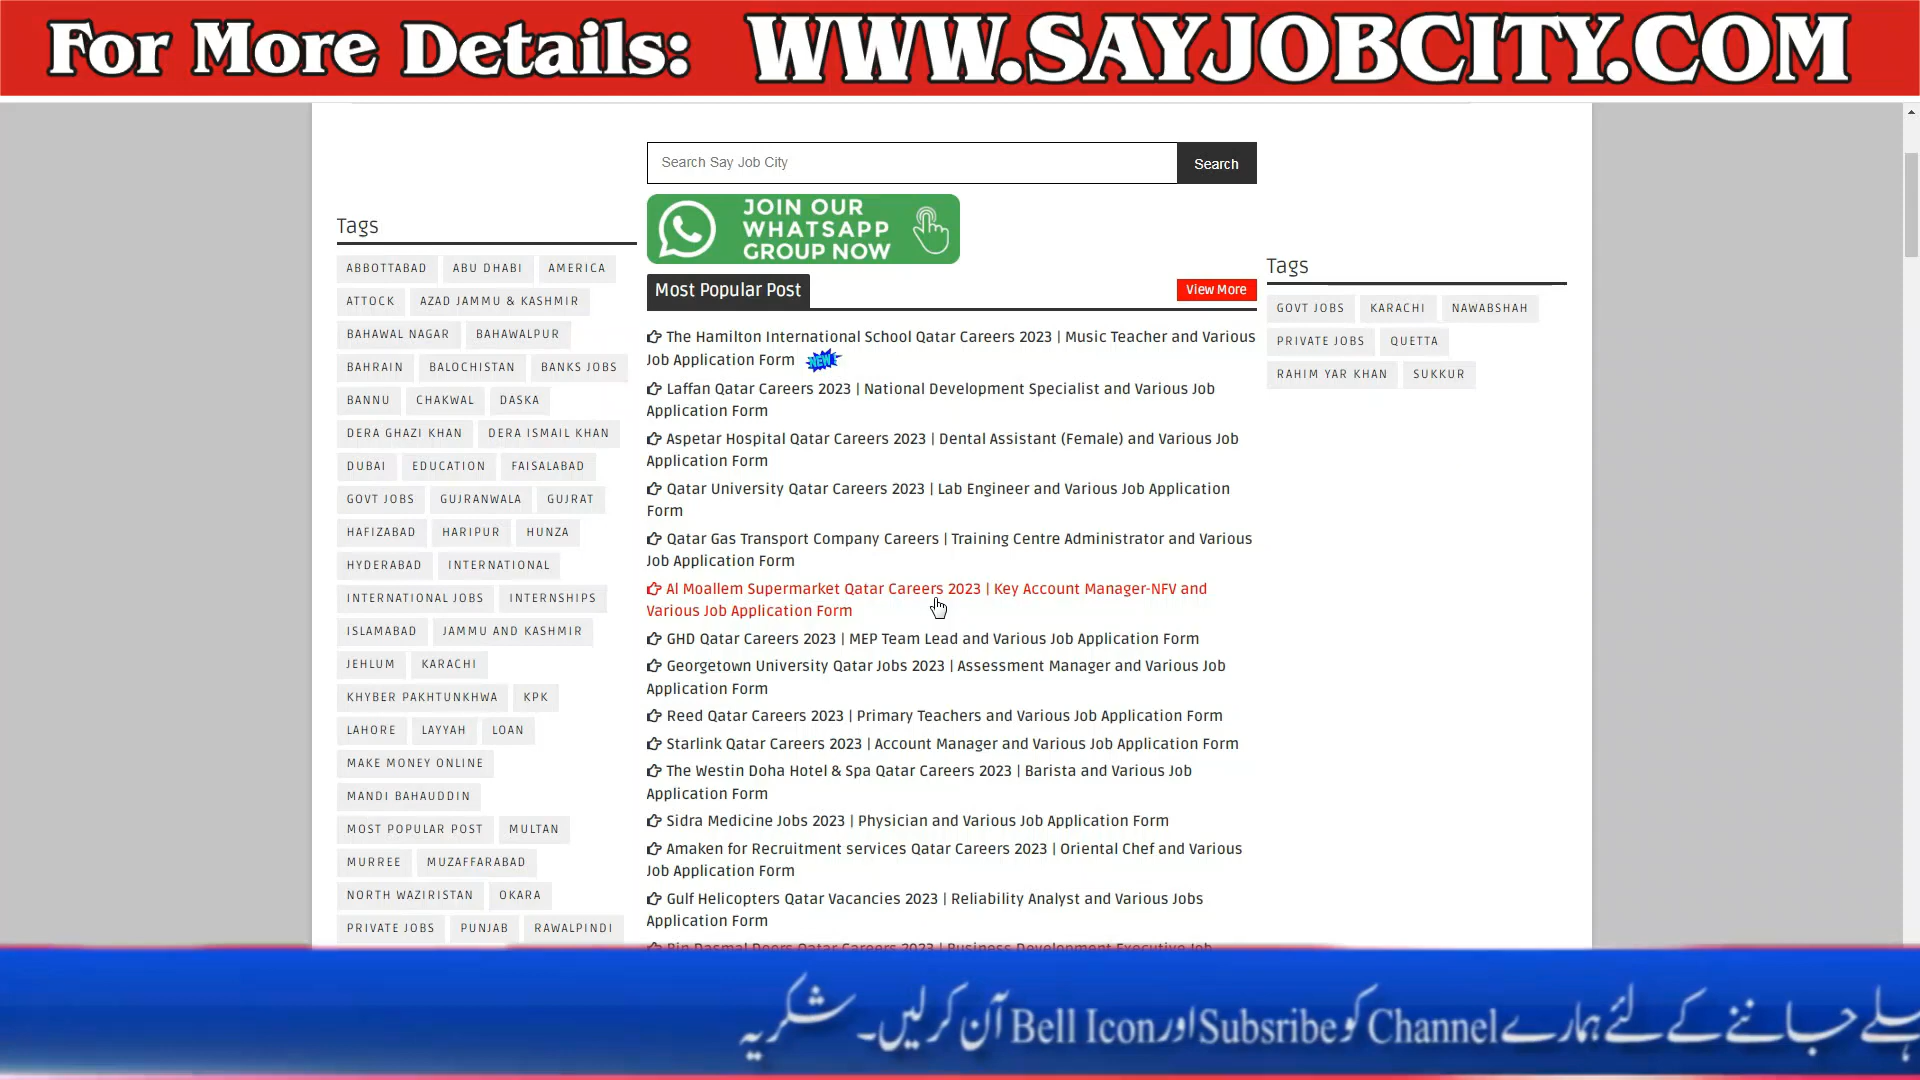 For More Details: WWW.SAYJOBCITY.COM
Search Say Job City
Search
JOIN OUR
WHATSAPP
GROUP NOW
Tags
ABBOTTABAD ABU DHABI AMERICA
ATTOCK AZAD JAMMU & KASHMIR
BAHAWAL NAGAR BAHAWALPUR
BAHRAIN BALOCHISTAN BANKS JOBS
BANNU CHAKWAL DASKA
DERA GHAZI KHAN DERA ISMAIL KHAN
DUBAI EDUCATION FAISALABAD
GOVT JOBS GUJRANWALA GUJRAT
HAFIZABAD HARIPUR HUNZA
HYDERABAD INTERNATIONAL
INTERNATIONAL JOBS INTERNSHIPS
ISLAMABAD JAMMU AND KASHMIR
JEHLUM KARACHI
KHYBER PAKHTUNKHWA KPK
LAHORE LAYYAH LOAN
MAKE MONEY ONLINE
MANDI BAHAUDDIN
MOST POPULAR POST MULTAN
MURREE MUZAFFARABAD
NORTH WAZIRISTAN OKARA
PRIVATE JOBS PUNJAB RAWALPINDI
Most Popular Post
View More
The Hamilton International School Qatar Careers 2023 | Music Teacher and Various
Job Application Form NEW
Laffan Qatar Careers 2023 | National Development Specialist and Various Job
Application Form
Aspetar Hospital Qatar Careers 2023 | Dental Assistant (Female) and Various Job
Application Form
Qatar University Qatar Careers 2023 | Lab Engineer and Various Job Application
Form
Qatar Gas Transport Company Careers | Training Centre Administrator and Various
Job Application Form
Al Moallem Supermarket Qatar Careers 2023 | Key Account Manager-NFV and
Various Job Application Form
GHD Qatar Careers 2023 | MEP Team Lead and Various Job Application Form
Georgetown University Qatar Jobs 2023 | Assessment Manager and Various Job
Application Form
Reed Qatar Careers 2023 | Primary Teachers and Various Job Application Form
Starlink Qatar Careers 2023 | Account Manager and Various Job Application Form
The Westin Doha Hotel & Spa Qatar Careers 2023 | Barista and Various Job
Application Form
Sidra Medicine Jobs 2023 | Physician and Various Job Application Form
Amaken for Recruitment services Qatar Careers 2023 | Oriental Chef and Various
Job Application Form
Gulf Helicopters Qatar Vacancies 2023 | Reliability Analyst and Various Jobs
Application Form
Bin Dasmal Doors Qatar Careers 2023 | Business Development Executive Job
Tags
GOVT JOBS KARACHI NAWABSHAH
PRIVATE JOBS QUETTA
RAHIM YAR KHAN SUKKUR
جاننے کے لئے ہمارے Channel کو Subsribe اور Bell Icon آن کر لیں۔ شکریہ